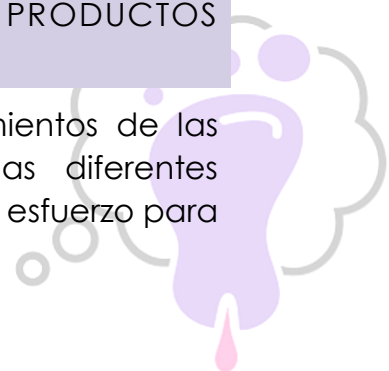 PRODUCTOS
mientos de las
as diferentes
esfuerzo para